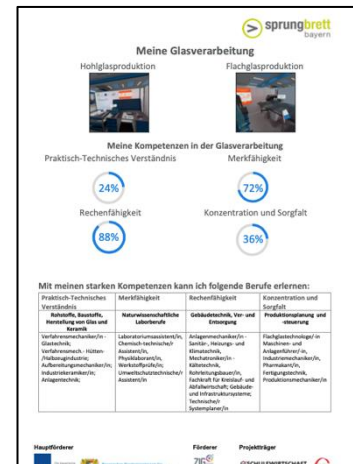 sprungbrett
bayern
Meine Glasverarbeitung
Hohlglasproduktion
Flachglasproduktion
Meine Kompetenzen in der Glasverarbeitung
Praktisch-Technisches Verständnis
Merkfähigkeit
24%
72%
Rechenfähigkeit
Konzentration und Sorgfalt
88%
36%
Mit meinen starken Kompetenzen kann ich folgende Berufe erlernen:
Praktisch-Technisches
Verständnis
Merkfähigkeit
Rechenfähigkeit
Konzentration und
Sorgfalt
Rohstoffe, Baustoffe,
Herstellung von Glas und
Keramik
Naturwissenschaftliche
Laborberufe
Gebäudetechnik, Ver- und
Entsorgung
Produktionsplanung und
-steuerung
Verfahrensmechaniker/in -
Glastechnik;
Verfahrensmech. - Hütten-
/Halbzeugindustrie;
Aufbereitungsmechaniker/in;
Industriekeramiker/in;
Anlagentechnik;
Laboratoriumsassistent/in,
Chemisch-technische/r
Assistent/in,
Physiklaborant/in,
Werkstoffprüfe/in;
Umweltschutztechnische/r
Assistent/in
Anlagenmechaniker/in -
Sanitär-, Heizungs- und
Klimatechnik,
Mechatroniker/in -
Kältetechnik,
Rohrleitungsbauer/in,
Fachkraft für Kreislauf- und
Abfallwirtschaft; Gebäude-
und Infrastruktursysteme;
Technische/r
Systemplaner/in
Flachglastechnologe/-in
Maschinen- und
Anlagenführer/-in,
Industriemechaniker/in,
Pharmakant/in,
Fertigungstechnik,
Produktionsmechaniker/in
Hauptförderer
Förderer
Projektträger
SCHULEWIRTSCHAFT